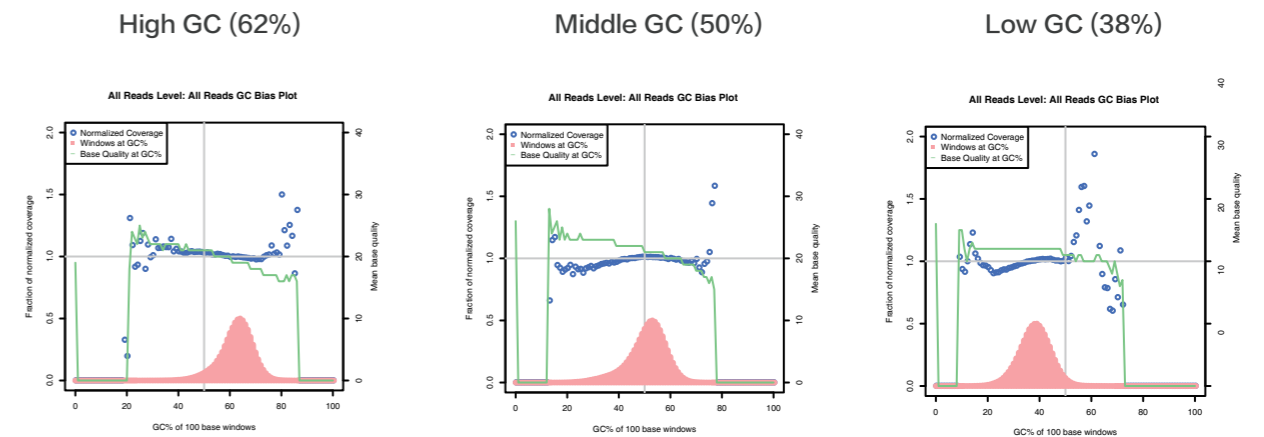 High GC (62%)
Middle GC (50%)
Low GC (38%)
All Reads Level: All Reads GC Bias Plot
Normalized Coverage
Windows at GC%
Base Quality at GC%
Fraction of normalized coverage
2.0
1.5
1.0
0.5
0.0
0 20 40 60 80 100
GC% of 100 base windows
40
30
20
10
0
Mean base quality
All Reads Level: All Reads GC Bias Plot
Normalized Coverage
Windows at GC%
Base Quality at GC%
Fraction of normalized coverage
2.0
1.5
1.0
0.5
0.0
0 20 40 60 80 100
GC% of 100 base windows
40
30
20
10
0
Mean base quality
All Reads Level: All Reads GC Bias Plot
Normalized Coverage
Windows at GC%
Base Quality at GC%
Fraction of normalized coverage
2.0
1.5
1.0
0.5
0.0
0 20 40 60 80 100
GC% of 100 base windows
40
30
20
10
0
Mean base quality